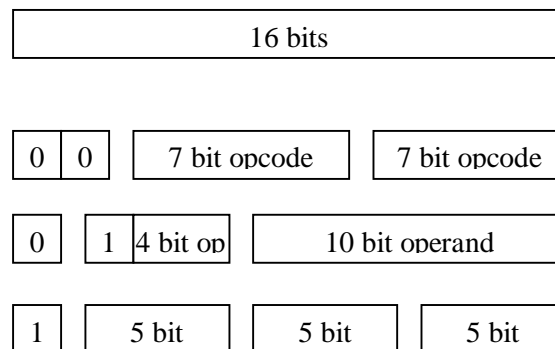 16 bits
0 0 7 bit opcode 7 bit opcode
0 1 4 bit op 10 bit operand
1 5 bit 5 bit 5 bit